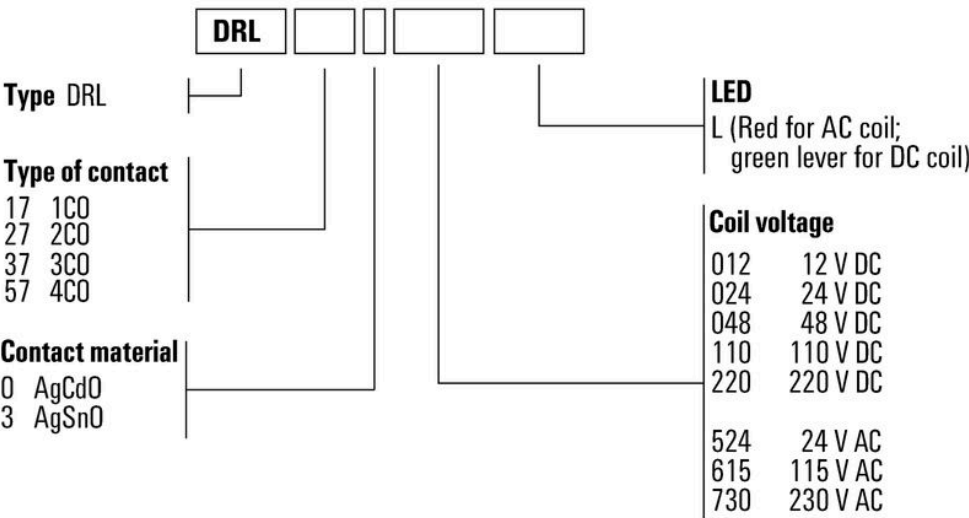 DRL
Type DRL
Type of contact
17 1CO
27 2CO
37 3CO
57 4CO
Contact material
0 AgCdO
3 AgSnO
LED
L (Red for AC coil;
green lever for DC coil)
Coil voltage
012 12 V DC
024 24 V DC
048 48 V DC
110 110 V DC
220 220 V DC
524 24 V AC
615 115 V AC
730 230 V AC